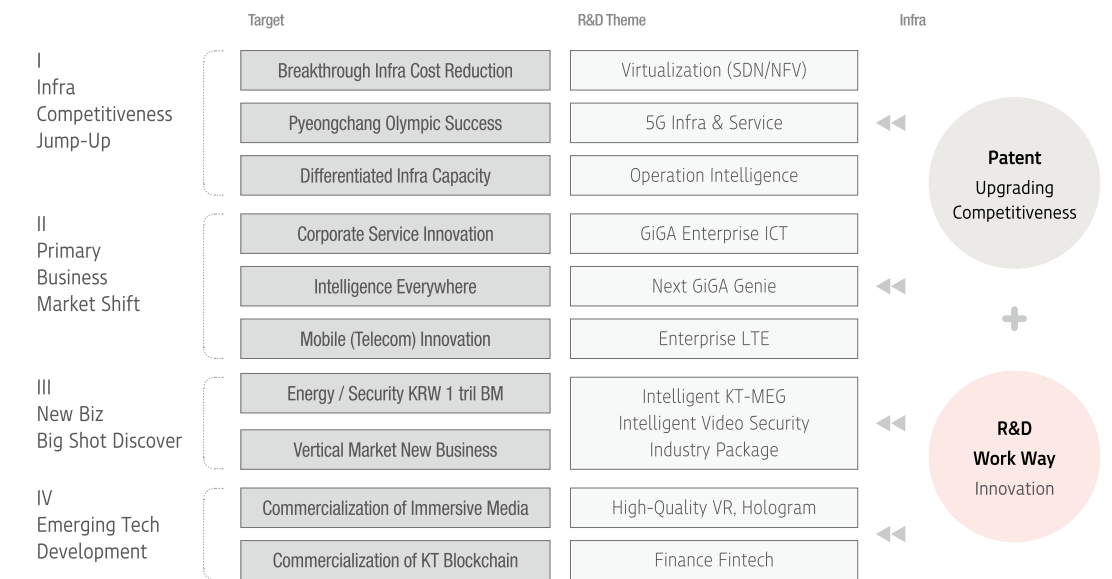 Target
R&D Theme
Infra
I
Infra
Competitiveness
Jump-Up
Breakthrough Infra Cost Reduction
Virtualization (SDN/NFV)
Pyeongchang Olympic Success
5G Infra & Service
Differentiated Infra Capacity
Operation Intelligence
II
Primary
Business
Market Shift
Corporate Service Innovation
GiGA Enterprise ICT
Intelligence Everywhere
Next GiGA Genie
Mobile (Telecom) Innovation
Enterprise LTE
III
New Biz
Big Shot Discover
Energy / Security KRW 1 tril BM
Vertical Market New Business
Intelligent KT-MEG
Intelligent Video Security
Industry Package
IV
Emerging Tech
Development
Commercialization of Immersive Media
High-Quality VR, Hologram
Commercialization of KT Blockchain
Finance Fintech
Patent
Upgrading
Competitiveness
R&D
Work Way
Innovation